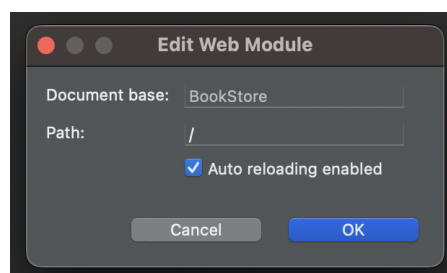 Edit Web Module
Document base: BookStore
Path: /
Auto reloading enabled
Cancel OK